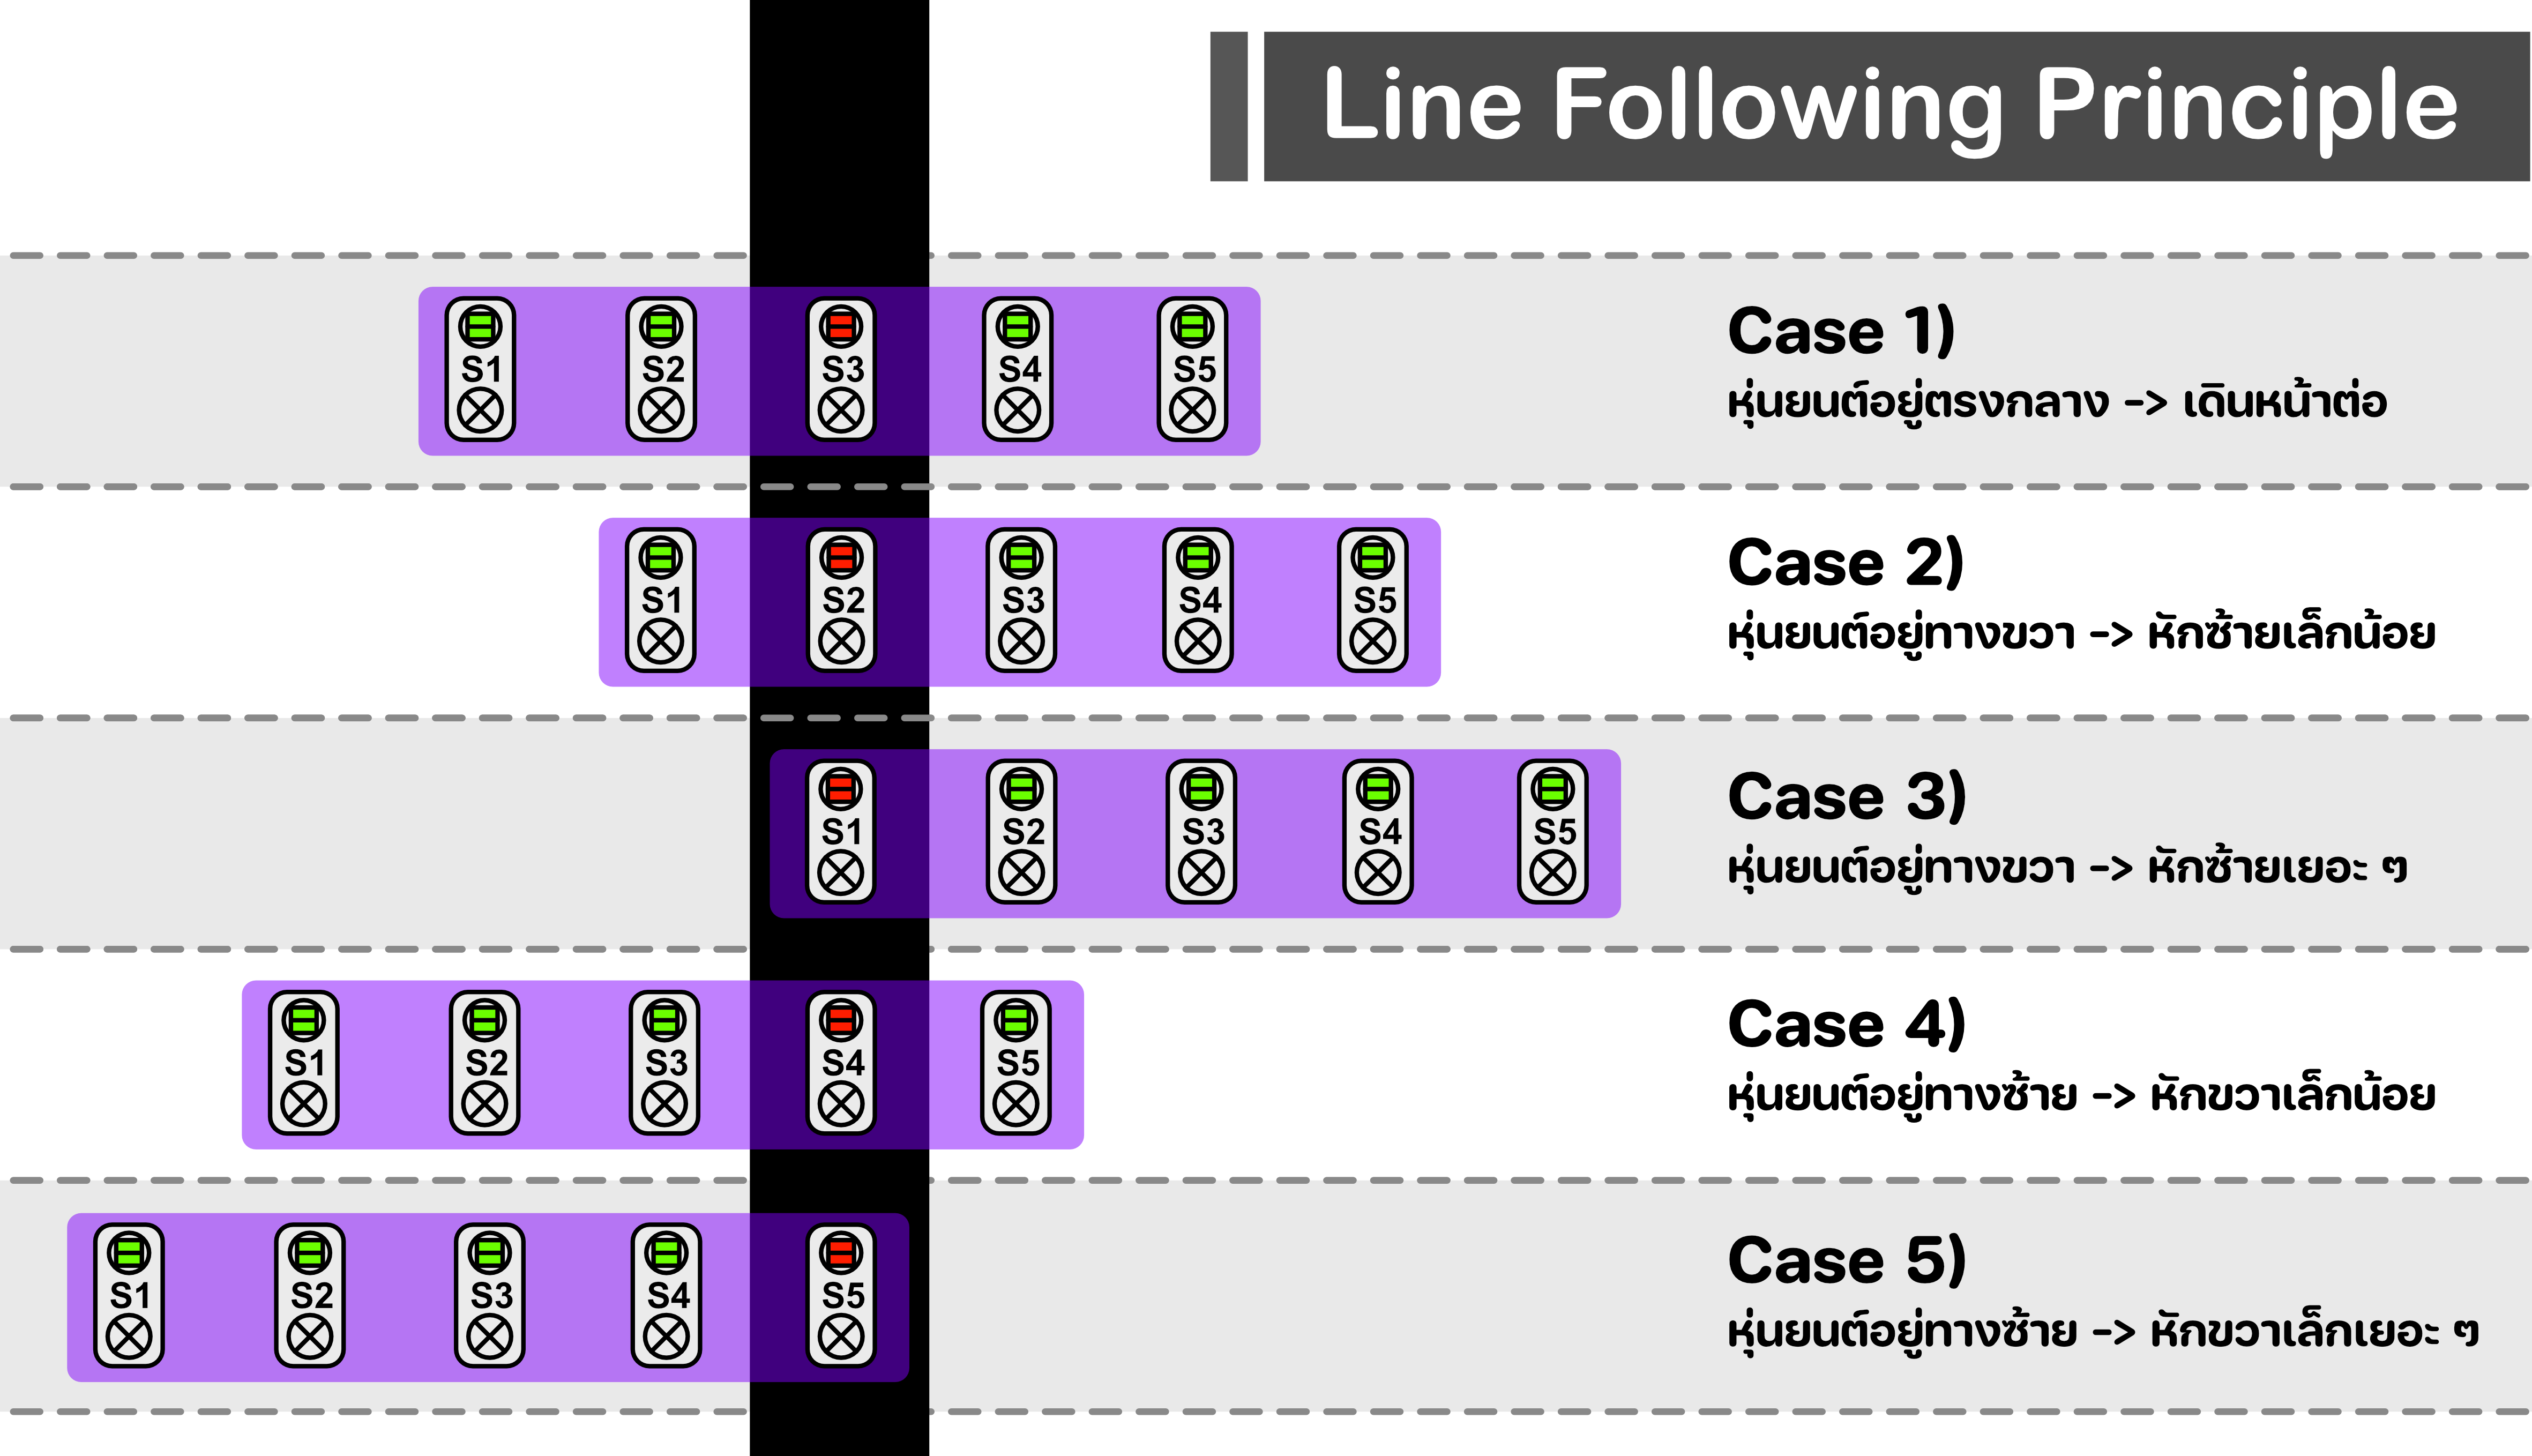 Line Following Principle
S1 S2 S3 S4 S5
Case 1)
หุ่นยนต์อยู่ตรงกลาง -> เดินหน้าต่อ
S1 S2 S3 S4 S5
Case 2)
หุ่นยนต์อยู่ทางขวา -> หักซ้ายเล็กน้อย
S1 S2 S3 S4 S5
Case 3)
หุ่นยนต์อยู่ทางขวา -> หักซ้ายเยอะ ๆ
S1 S2 S3 S4 S5
Case 4)
หุ่นยนต์อยู่ทางซ้าย -> หักขวาเล็กน้อย
S1 S2 S3 S4 S5
Case 5)
หุ่นยนต์อยู่ทางซ้าย -> หักขวาเล็กเยอะ ๆ